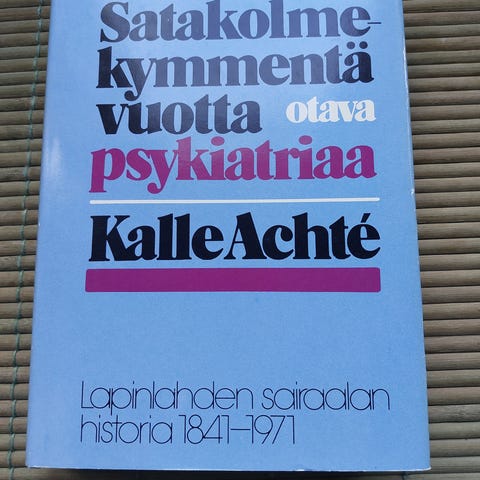 Satakolme-
kymmentä
vuotta otava
psykiatriaa
Kalle Achté
Lapinlahden sairaalan
historia 1841–1971